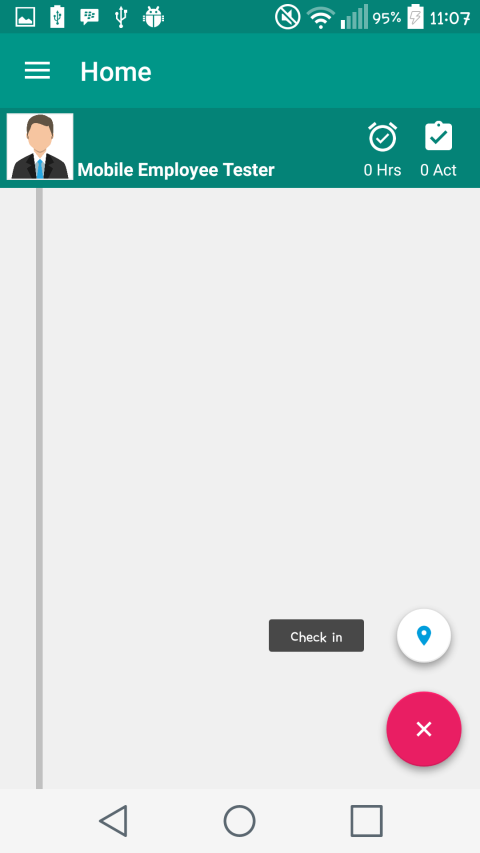 95% 11:07
Home
Mobile Employee Tester
0 Hrs 0 Act
Check in